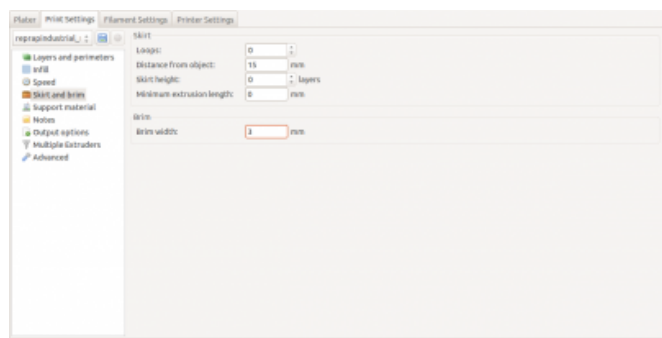 Plater Print Settings Filament Settings Printer Settings
reprapindustrial_
Layers and perimeters
Infill
Speed
Skirt and brim
Support material
Notes
Output options
Multiple Extruders
Advanced
Skirt
Loops: 0
Distance from object: 15 mm
Skirt height: 0 layers
Minimum extrusion length: 0 mm
Brim
Brim width: 3 mm